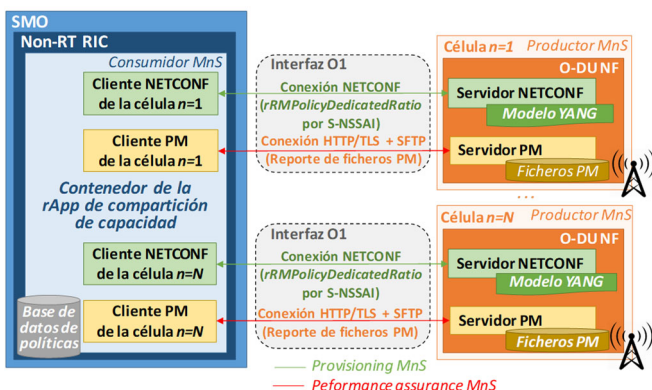 SMO
Non-RT RIC
Consumidor MnS
Cliente NETCONF
de la célula n=1
Cliente PM
de la célula n=1
Contenedor de la
rApp de compartición
de capacidad
Cliente NETCONF
de la célula n=N
Cliente PM
de la célula n=N
Base de
datos de
políticas
Interfaz O1
Conexión NETCONF
(rRMPolicyDedicatedRatio
por S-NSSAI)
Conexión HTTP/TLS + SFTP
(Reporte de ficheros PM)
Interfaz O1
Conexión NETCONF
(rRMPolicyDedicatedRatio
por S-NSSAI)
Conexión HTTP/TLS + SFTP
(Reporte de ficheros PM)
Célula n=1 Productor MnS
O-DU NF
Servidor NETCONF
Modelo YANG
Servidor PM
Ficheros PM
...
Célula n=N Productor MnS
O-DU NF
Servidor NETCONF
Modelo YANG
Servidor PM
Ficheros PM
Provisioning MnS
Peformance assurance MnS